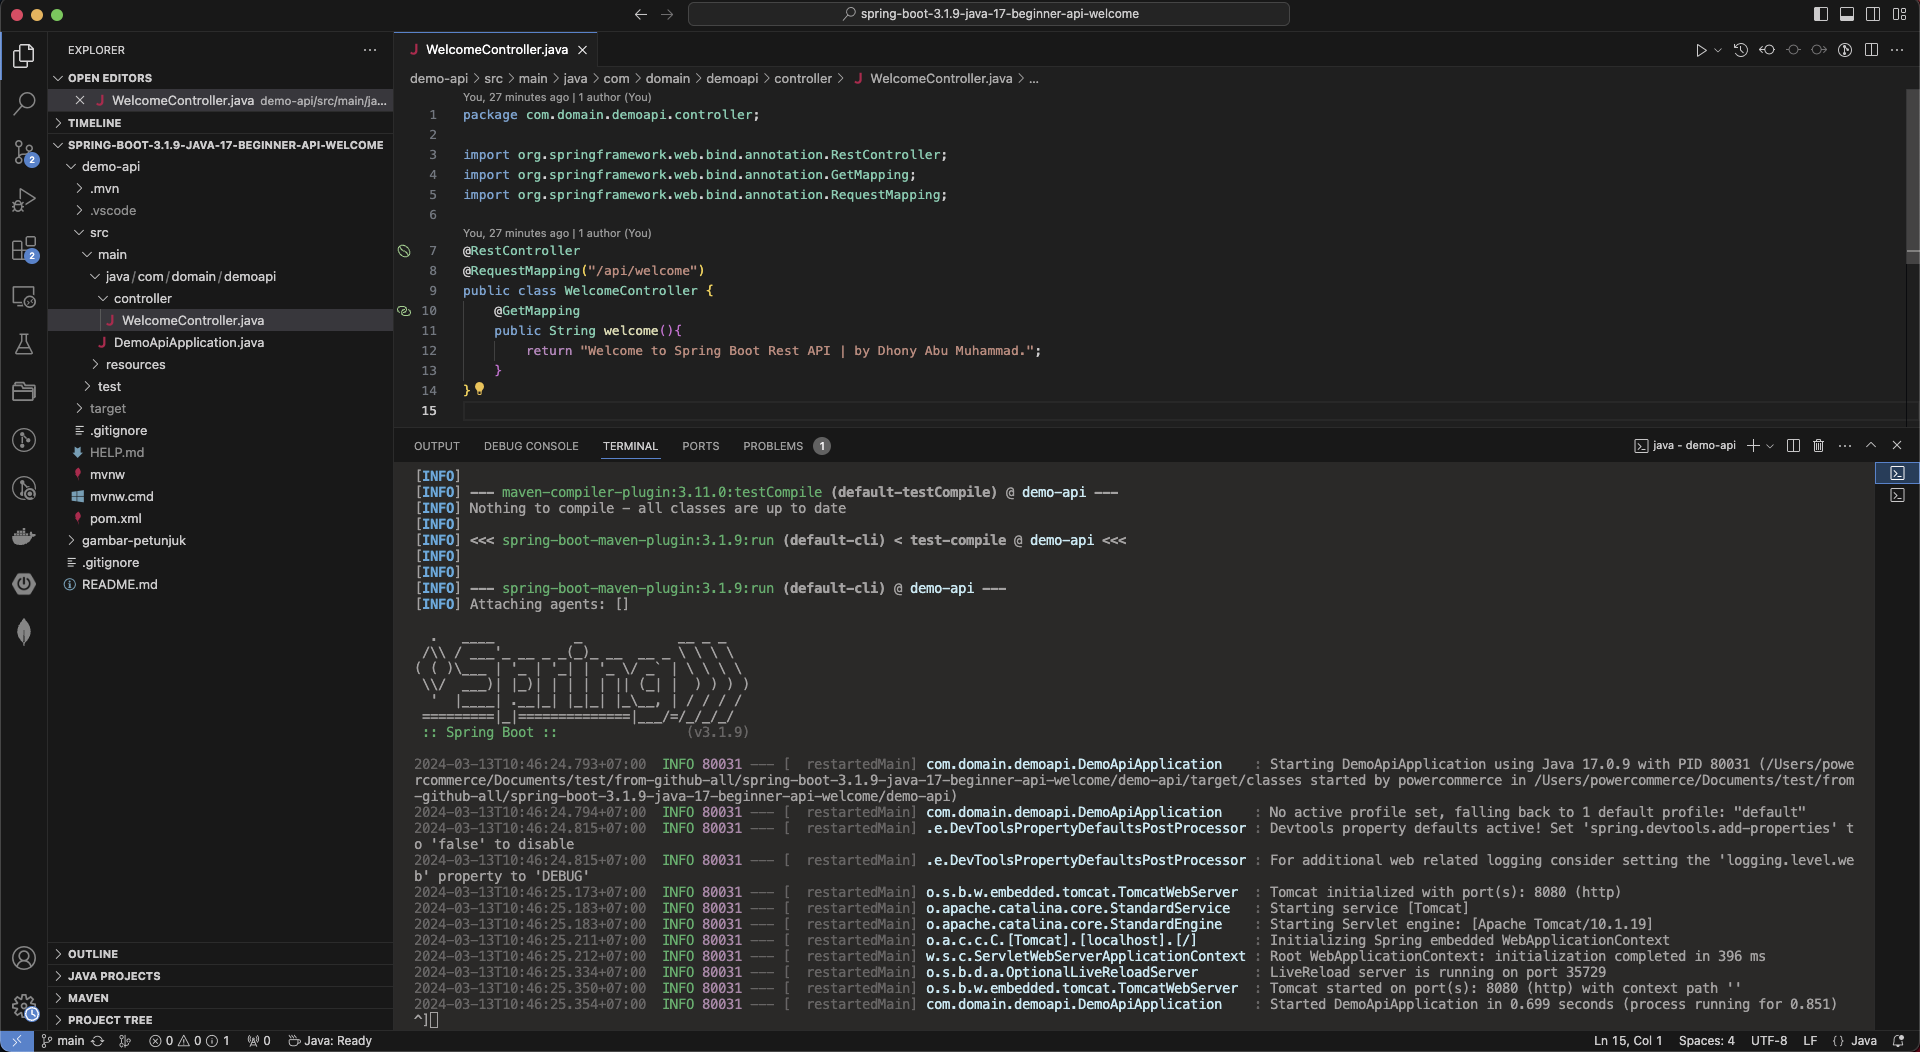 spring-boot-3.1.9-java-17-beginner-api-welcome
EXPLORER
OPEN EDITORS
WelcomeController.java demo-api/src/main/ja...
TIMELINE
SPRING-BOOT-3.1.9-JAVA-17-BEGINNER-API-WELCOME
demo-api
.mvn
.vscode
src
main
java/com/domain/demoapi
controller
WelcomeController.java
DemoApiApplication.java
resources
test
target
.gitignore
HELP.md
mvnw
mvnw.cmd
pom.xml
gambar-petunjuk
.gitignore
README.md
OUTLINE
JAVA PROJECTS
MAVEN
PROJECT TREE
2
2
WelcomeController.java
demo-api > src > main > java > com > domain > demoapi > controller > J WelcomeController.java > ...
You, 27 minutes ago | 1 author (You)
1 package com.domain.demoapi.controller;
2
3 import org.springframework.web.bind.annotation.RestController;
4 import org.springframework.web.bind.annotation.GetMapping;
5 import org.springframework.web.bind.annotation.RequestMapping;
6
You, 27 minutes ago | 1 author (You)
7 @RestController
8 @RequestMapping("/api/welcome")
9 public class WelcomeController {
10 @GetMapping
11 public String welcome(){
12 return "Welcome to Spring Boot Rest API | by Dhony Abu Muhammad.";
13 }
14 }
15
OUTPUT DEBUG CONSOLE TERMINAL PORTS PROBLEMS 1 java - demo-api
[INFO]
[INFO] --- maven-compiler-plugin:3.11.0:testCompile (default-testCompile) @ demo-api ---
[INFO] Nothing to compile - all classes are up to date
[INFO]
[INFO] <<< spring-boot-maven-plugin:3.1.9:run (default-cli) < test-compile @ demo-api <<<
[INFO]
[INFO]
[INFO] --- spring-boot-maven-plugin:3.1.9:run (default-cli) @ demo-api ---
[INFO] Attaching agents: []
Spring
:: Spring Boot :: (v3.1.9)
2024-03-13T10:46:24.793+07:00 INFO 80031 --- [ restartedMain] com.domain.demoapi.DemoApiApplication : Starting DemoApiApplication using Java 17.0.9 with PID 80031 (/Users/powe
rcommerce/Documents/test/from-github-all/spring-boot-3.1.9-java-17-beginner-api-welcome/demo-api/target/classes started by powercommerce in /Users/powercommerce/Documents/test/from
-github-all/spring-boot-3.1.9-java-17-beginner-api-welcome/demo-api)
2024-03-13T10:46:24.794+07:00 INFO 80031 --- [ restartedMain] com.domain.demoapi.DemoApiApplication : No active profile set, falling back to 1 default profile: "default"
2024-03-13T10:46:24.815+07:00 INFO 80031 --- [ restartedMain] .e.DevToolsPropertyDefaultsPostProcessor : Devtools property defaults active! Set 'spring.devtools.add-properties' t
o 'false' to disable
2024-03-13T10:46:24.815+07:00 INFO 80031 --- [ restartedMain] .e.DevToolsPropertyDefaultsPostProcessor : For additional web related logging consider setting the 'logging.level.we
b' property to 'DEBUG'
2024-03-13T10:46:25.173+07:00 INFO 80031 --- [ restartedMain] o.s.b.w.embedded.tomcat.TomcatWebServer : Tomcat initialized with port(s): 8080 (http)
2024-03-13T10:46:25.183+07:00 INFO 80031 --- [ restartedMain] o.apache.catalina.core.StandardService : Starting service [Tomcat]
2024-03-13T10:46:25.183+07:00 INFO 80031 --- [ restartedMain] o.apache.catalina.core.StandardEngine : Starting Servlet engine: [Apache Tomcat/10.1.19]
2024-03-13T10:46:25.211+07:00 INFO 80031 --- [ restartedMain] o.a.c.c.C.[Tomcat].[localhost].[/] : Initializing Spring embedded WebApplicationContext
2024-03-13T10:46:25.212+07:00 INFO 80031 --- [ restartedMain] w.s.c.ServletWebServerApplicationContext : Root WebApplicationContext: initialization completed in 396 ms
2024-03-13T10:46:25.334+07:00 INFO 80031 --- [ restartedMain] o.s.b.d.a.OptionalLiveReloadServer : LiveReload server is running on port 35729
2024-03-13T10:46:25.350+07:00 INFO 80031 --- [ restartedMain] o.s.b.w.embedded.tomcat.TomcatWebServer : Tomcat started on port(s): 8080 (http) with context path ''
2024-03-13T10:46:25.354+07:00 INFO 80031 --- [ restartedMain] com.domain.demoapi.DemoApiApplication : Started DemoApiApplication in 0.699 seconds (process running for 0.851)
^]
main 0 0 1 0 Java: Ready Ln 15, Col 1 Spaces: 4 UTF-8 LF {} Java